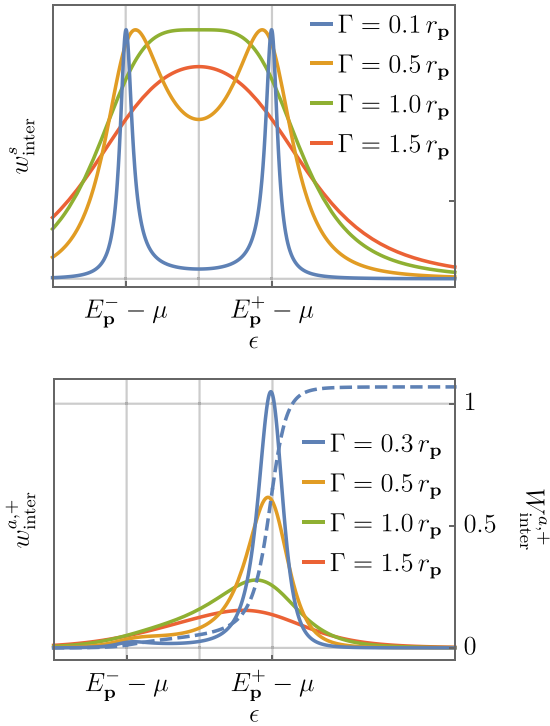 Γ = 0.1 r_p
Γ = 0.5 r_p
Γ = 1.0 r_p
Γ = 1.5 r_p
w^s_inter
E^-_p − μ
E^+_p − μ
ϵ
Γ = 0.3 r_p
Γ = 0.5 r_p
Γ = 1.0 r_p
Γ = 1.5 r_p
w^{a,+}_inter
1
0.5
0
W^{a,+}_inter
E^-_p − μ
E^+_p − μ
ϵ